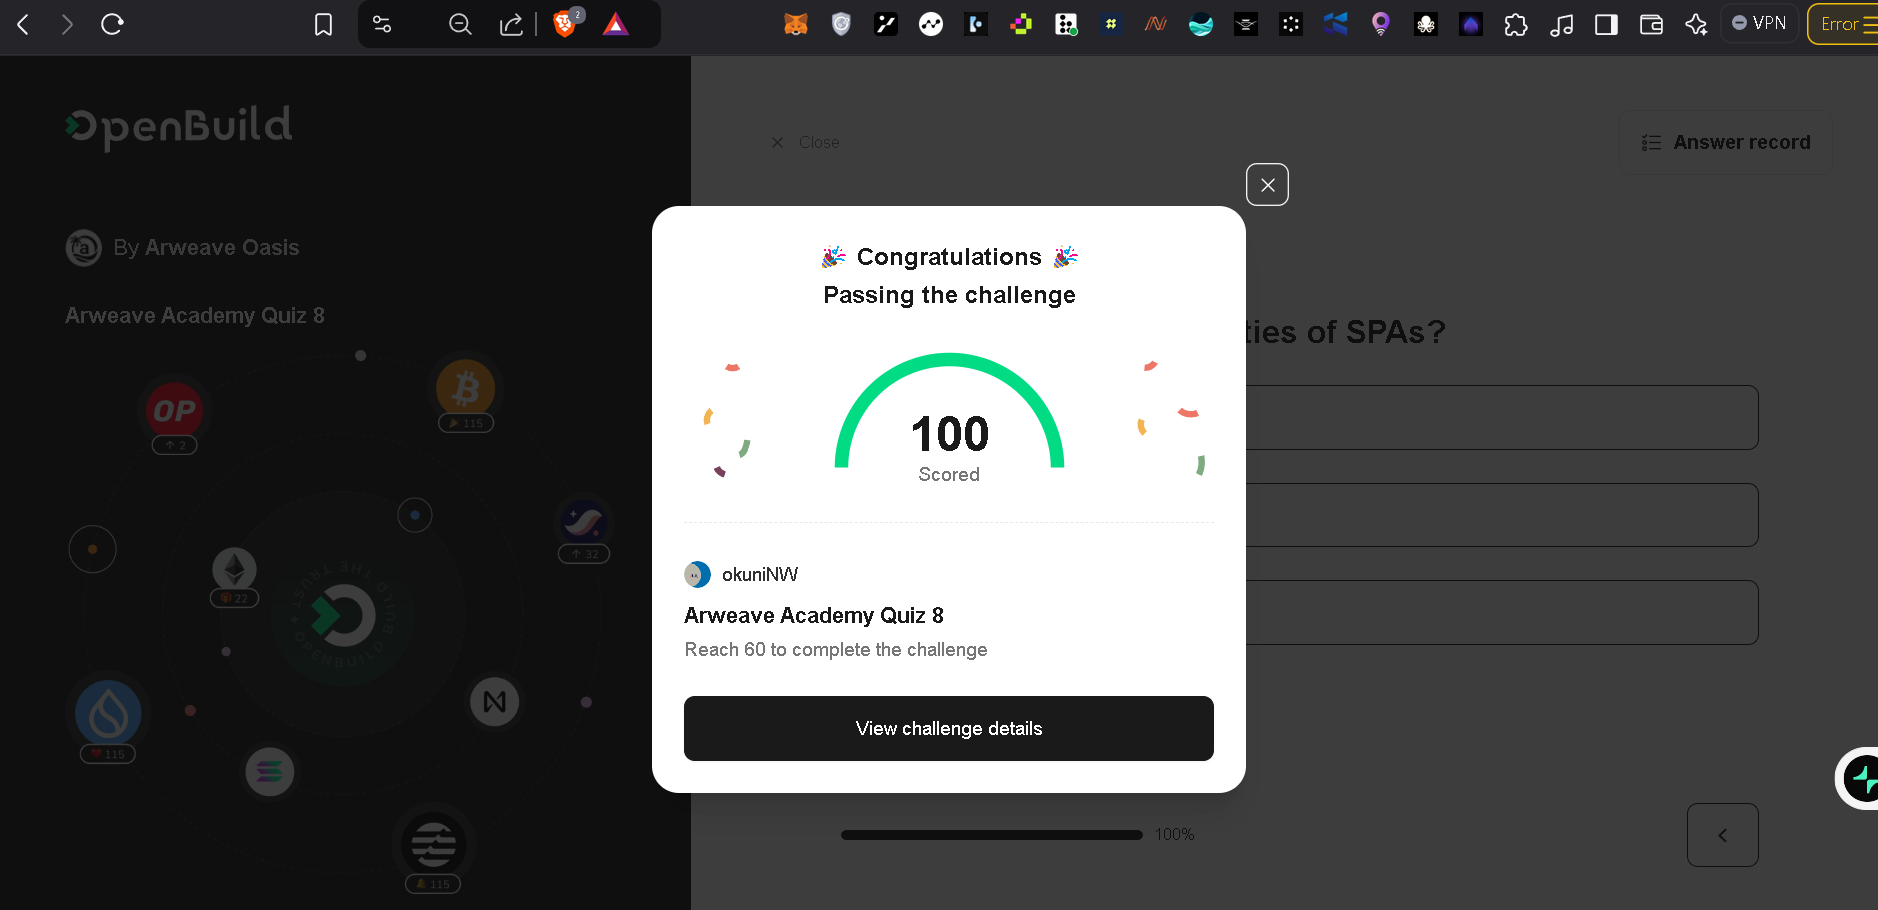 2
VPN
Error
OpenBuild
Close
Answer record
By Arweave Oasis
Arweave Academy Quiz 8
🎉 Congratulations 🎉
Passing the challenge
ties of SPAs?
100
Scored
okuniNW
Arweave Academy Quiz 8
Reach 60 to complete the challenge
View challenge details
100%
OP
2
115
32
22
BUILD THE TRUST
OPENBUILD
115
115